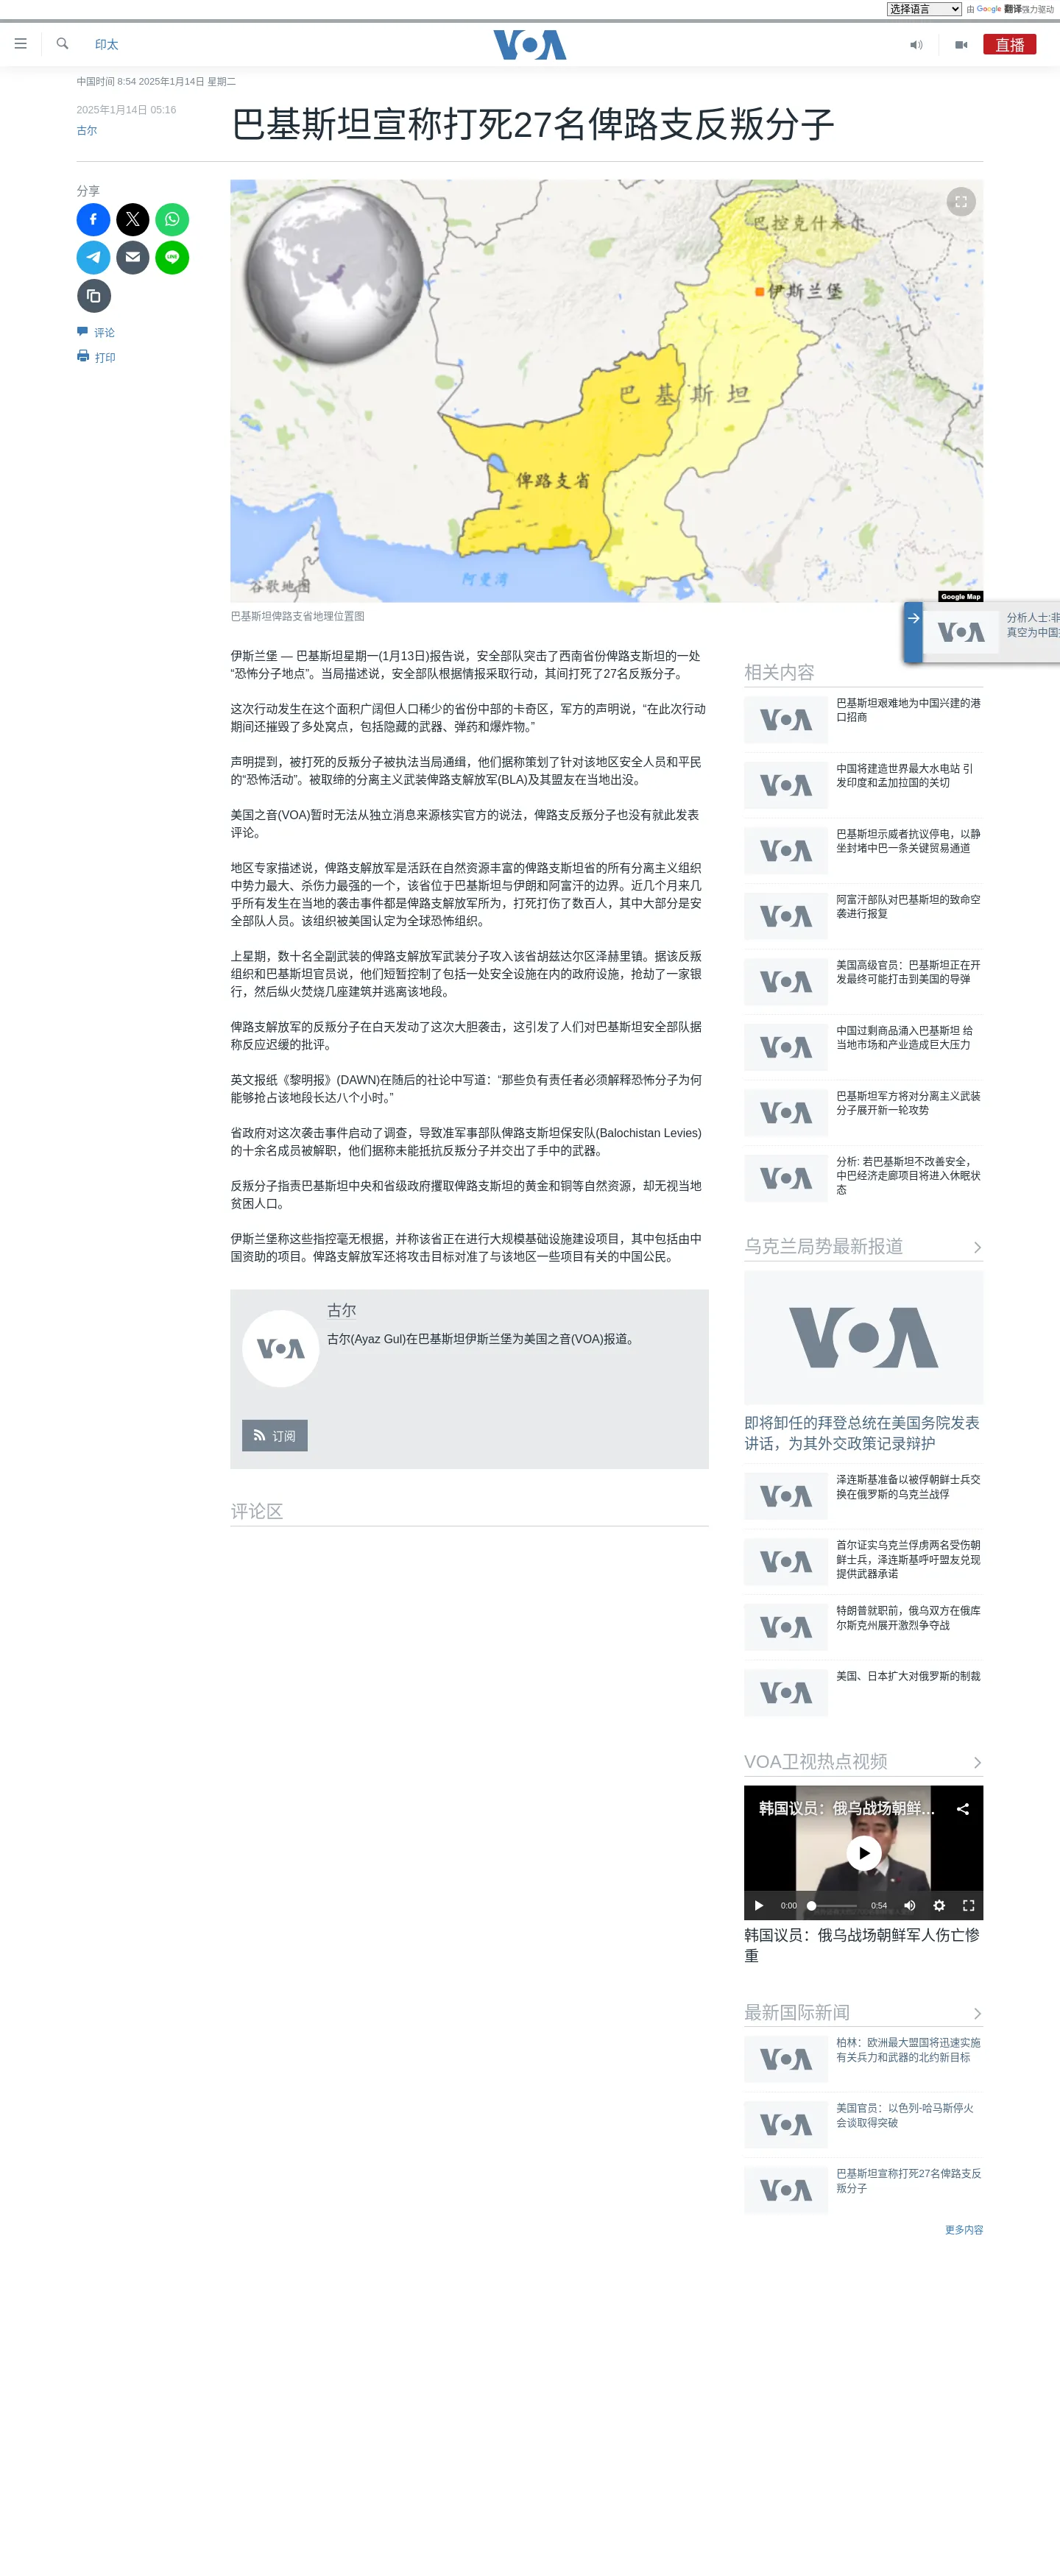 选择语言 由 Google 翻译强力驱动
印太
VOA
直播
中国时间 8:54 2025年1月14日 星期二
2025年1月14日 05:16
古尔
巴基斯坦宣称打死27名俾路支反叛分子
分享
评论
打印
巴控克什米尔
伊斯兰堡
巴基斯坦
俾路支省
谷歌地图
阿曼湾
Google Map
巴基斯坦俾路支省地理位置图
伊斯兰堡 — 巴基斯坦星期一(1月13日)报告说，安全部队突击了西南省份俾路支斯坦的一处
“恐怖分子地点”。当局描述说，安全部队根据情报采取行动，其间打死了27名反叛分子。
这次行动发生在这个面积广阔但人口稀少的省份中部的卡奇区，军方的声明说，“在此次行动
期间还摧毁了多处窝点，包括隐藏的武器、弹药和爆炸物。”
声明提到，被打死的反叛分子被执法当局通缉，他们据称策划了针对该地区安全人员和平民
的“恐怖活动”。被取缔的分离主义武装俾路支解放军(BLA)及其盟友在当地出没。
美国之音(VOA)暂时无法从独立消息来源核实官方的说法，俾路支反叛分子也没有就此发表
评论。
地区专家描述说，俾路支解放军是活跃在自然资源丰富的俾路支斯坦省的所有分离主义组织
中势力最大、杀伤力最强的一个，该省位于巴基斯坦与伊朗和阿富汗的边界。近几个月来几
乎所有发生在当地的袭击事件都是俾路支解放军所为，打死打伤了数百人，其中大部分是安
全部队人员。该组织被美国认定为全球恐怖组织。
上星期，数十名全副武装的俾路支解放军武装分子攻入该省胡兹达尔区泽赫里镇。据该反叛
组织和巴基斯坦官员说，他们短暂控制了包括一处安全设施在内的政府设施，抢劫了一家银
行，然后纵火焚烧几座建筑并逃离该地段。
俾路支解放军的反叛分子在白天发动了这次大胆袭击，这引发了人们对巴基斯坦安全部队据
称反应迟缓的批评。
英文报纸《黎明报》(DAWN)在随后的社论中写道：“那些负有责任者必须解释恐怖分子为何
能够抢占该地段长达八个小时。”
省政府对这次袭击事件启动了调查，导致准军事部队俾路支斯坦保安队(Balochistan Levies)
的十余名成员被解职，他们据称未能抵抗反叛分子并交出了手中的武器。
反叛分子指责巴基斯坦中央和省级政府攫取俾路支斯坦的黄金和铜等自然资源，却无视当地
贫困人口。
伊斯兰堡称这些指控毫无根据，并称该省正在进行大规模基础设施建设项目，其中包括由中
国资助的项目。俾路支解放军还将攻击目标对准了与该地区一些项目有关的中国公民。
VOA
古尔
古尔(Ayaz Gul)在巴基斯坦伊斯兰堡为美国之音(VOA)报道。
订阅
评论区
VOA
分析人士:非
真空为中国
相关内容
VOA
巴基斯坦艰难地为中国兴建的港
口招商
VOA
中国将建造世界最大水电站 引
发印度和孟加拉国的关切
VOA
巴基斯坦示威者抗议停电，以静
坐封堵中巴一条关键贸易通道
VOA
阿富汗部队对巴基斯坦的致命空
袭进行报复
VOA
美国高级官员：巴基斯坦正在开
发最终可能打击到美国的导弹
VOA
中国过剩商品涌入巴基斯坦 给
当地市场和产业造成巨大压力
VOA
巴基斯坦军方将对分离主义武装
分子展开新一轮攻势
VOA
分析: 若巴基斯坦不改善安全，
中巴经济走廊项目将进入休眠状
态
乌克兰局势最新报道
VOA
即将卸任的拜登总统在美国务院发表
讲话，为其外交政策记录辩护
VOA
泽连斯基准备以被俘朝鲜士兵交
换在俄罗斯的乌克兰战俘
VOA
首尔证实乌克兰俘虏两名受伤朝
鲜士兵，泽连斯基呼吁盟友兑现
提供武器承诺
VOA
特朗普就职前，俄乌双方在俄库
尔斯克州展开激烈争夺战
VOA
美国、日本扩大对俄罗斯的制裁
VOA卫视热点视频
韩国议员：俄乌战场朝鲜...
0:00
0:54
韩国议员：俄乌战场朝鲜军人伤亡惨
重
最新国际新闻
VOA
柏林：欧洲最大盟国将迅速实施
有关兵力和武器的北约新目标
VOA
美国官员：以色列-哈马斯停火
会谈取得突破
VOA
巴基斯坦宣称打死27名俾路支反
叛分子
更多内容